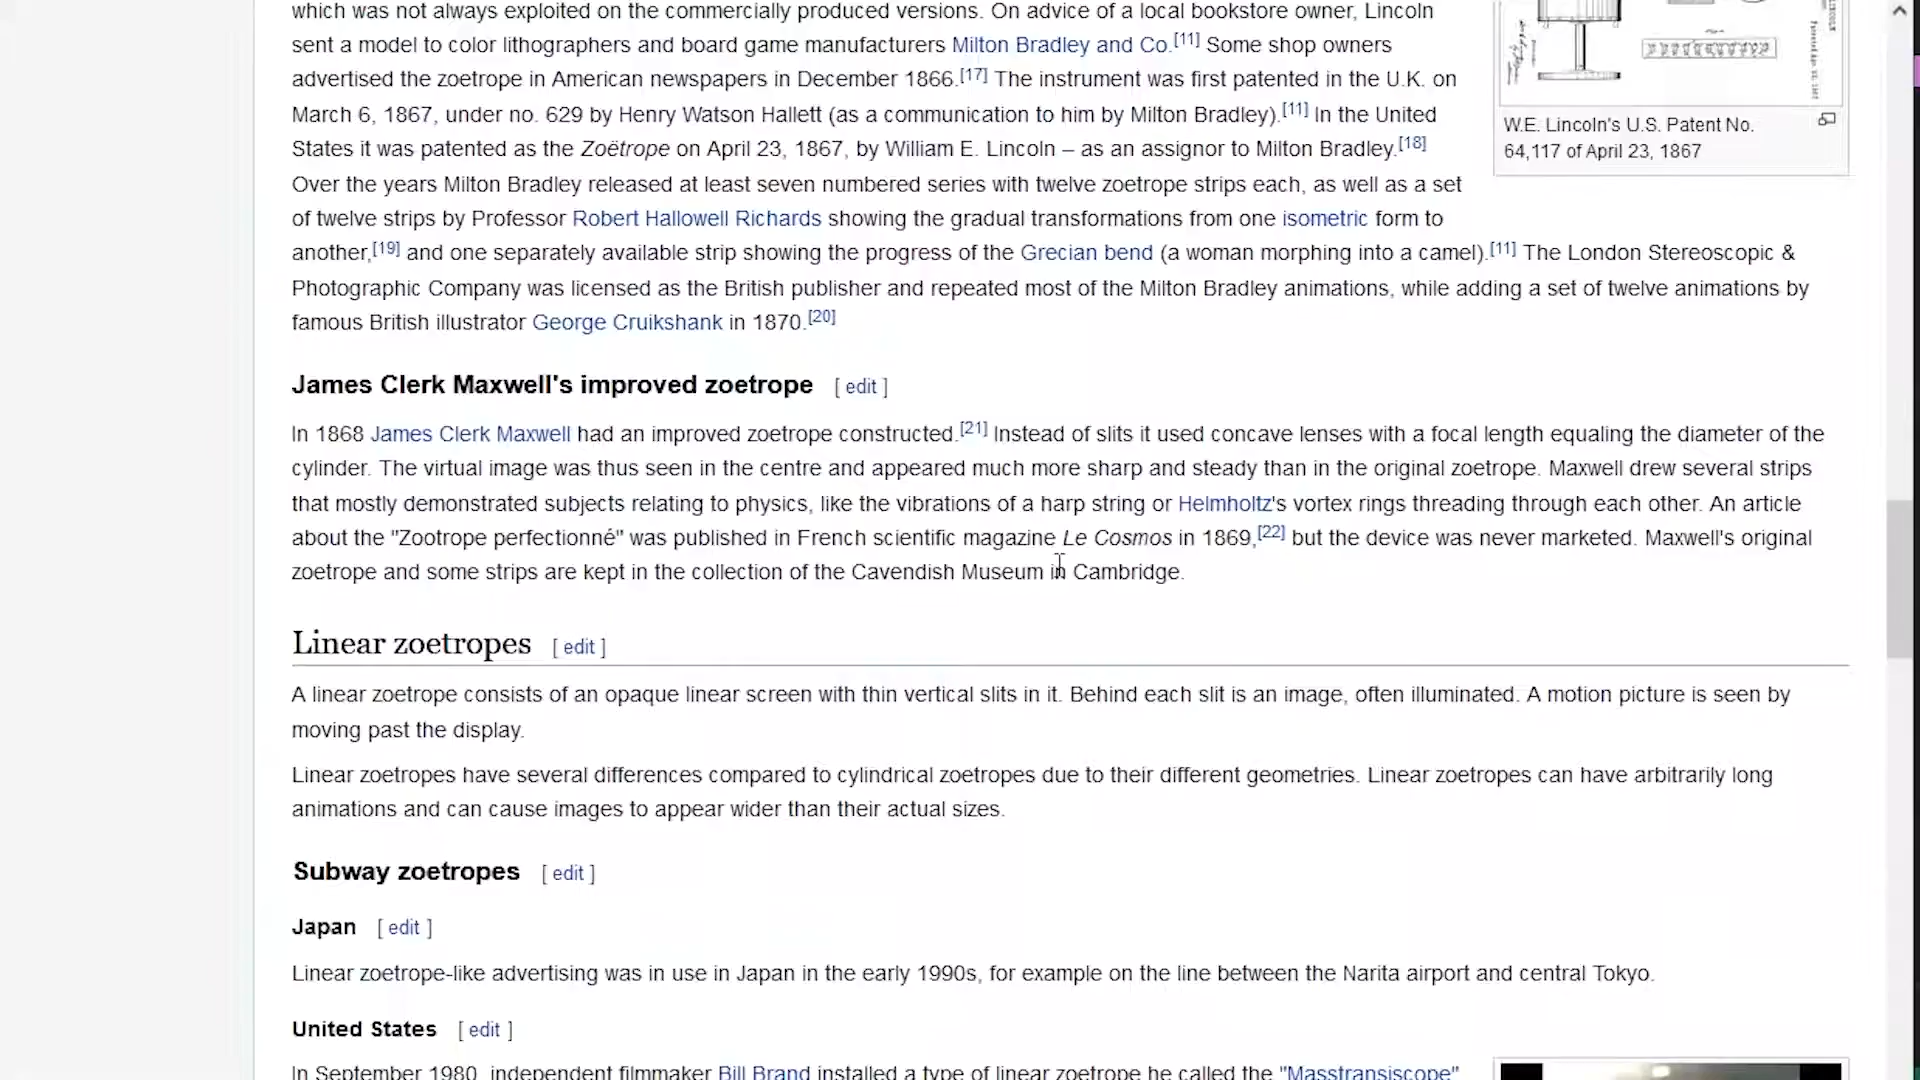 which was not always exploited on the commercially produced versions. On advice of a local bookstore owner, Lincoln
sent a model to color lithographers and board game manufacturers Milton Bradley and Co.[11] Some shop owners
advertised the zoetrope in American newspapers in December 1866.[17] The instrument was first patented in the U.K. on
March 6, 1867, under no. 629 by Henry Watson Hallett (as a communication to him by Milton Bradley).[11] In the United
States it was patented as the Zoëtrope on April 23, 1867, by William E. Lincoln – as an assignor to Milton Bradley.[18]
W.E. Lincoln's U.S. Patent No.
64,117 of April 23, 1867
Over the years Milton Bradley released at least seven numbered series with twelve zoetrope strips each, as well as a set
of twelve strips by Professor Robert Hallowell Richards showing the gradual transformations from one isometric form to
another,[19] and one separately available strip showing the progress of the Grecian bend (a woman morphing into a camel).[11] The London Stereoscopic &
Photographic Company was licensed as the British publisher and repeated most of the Milton Bradley animations, while adding a set of twelve animations by
famous British illustrator George Cruikshank in 1870.[20]
James Clerk Maxwell's improved zoetrope [ edit ]
In 1868 James Clerk Maxwell had an improved zoetrope constructed.[21] Instead of slits it used concave lenses with a focal length equaling the diameter of the
cylinder. The virtual image was thus seen in the centre and appeared much more sharp and steady than in the original zoetrope. Maxwell drew several strips
that mostly demonstrated subjects relating to physics, like the vibrations of a harp string or Helmholtz's vortex rings threading through each other. An article
about the "Zootrope perfectionné" was published in French scientific magazine Le Cosmos in 1869,[22] but the device was never marketed. Maxwell's original
zoetrope and some strips are kept in the collection of the Cavendish Museum in Cambridge.
Linear zoetropes [ edit ]
A linear zoetrope consists of an opaque linear screen with thin vertical slits in it. Behind each slit is an image, often illuminated. A motion picture is seen by
moving past the display.
Linear zoetropes have several differences compared to cylindrical zoetropes due to their different geometries. Linear zoetropes can have arbitrarily long
animations and can cause images to appear wider than their actual sizes.
Subway zoetropes [ edit ]
Japan [ edit ]
Linear zoetrope-like advertising was in use in Japan in the early 1990s, for example on the line between the Narita airport and central Tokyo.
United States [ edit ]
In September 1980, independent filmmaker Bill Brand installed a type of linear zoetrope he called the "Masstransiscope"